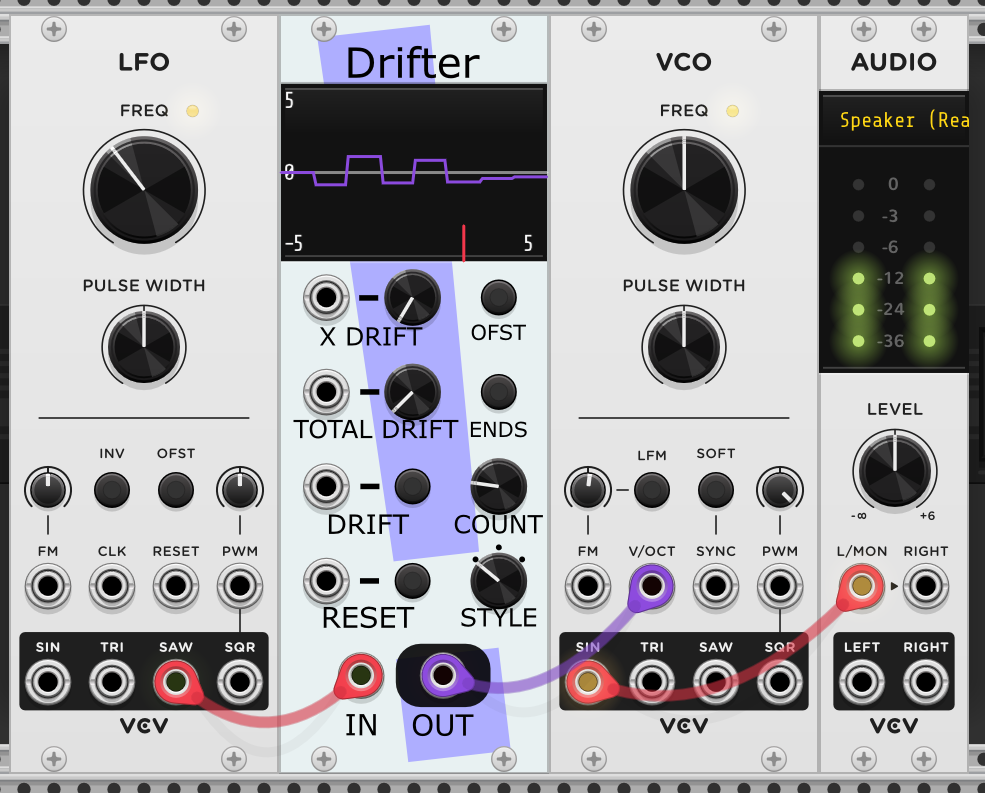 LFO
FREQ
PULSE WIDTH
INV OFST
FM CLK RESET PWM
SIN TRI SAW SQR
VCV
Drifter
5
0
-5 5
X DRIFT OFST
TOTAL DRIFT ENDS
DRIFT COUNT
RESET STYLE
IN OUT
VCO
FREQ
PULSE WIDTH
LFM SOFT
FM V/OCT SYNC PWM
SIN TRI SAW SQR
VCV
AUDIO
Speaker (Rea
0
-3
-6
-12
-24
-36
LEVEL
-∞ +6
L/MON RIGHT
LEFT RIGHT
VCV